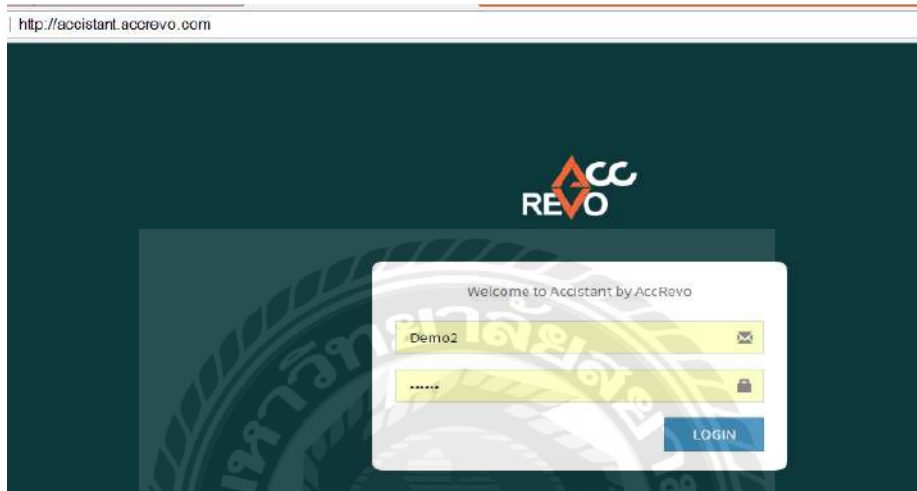 http://accistant.accrevo.com
ACC
REVO
Welcome to Accistant by AccRevo
Demo2
••••••
LOGIN